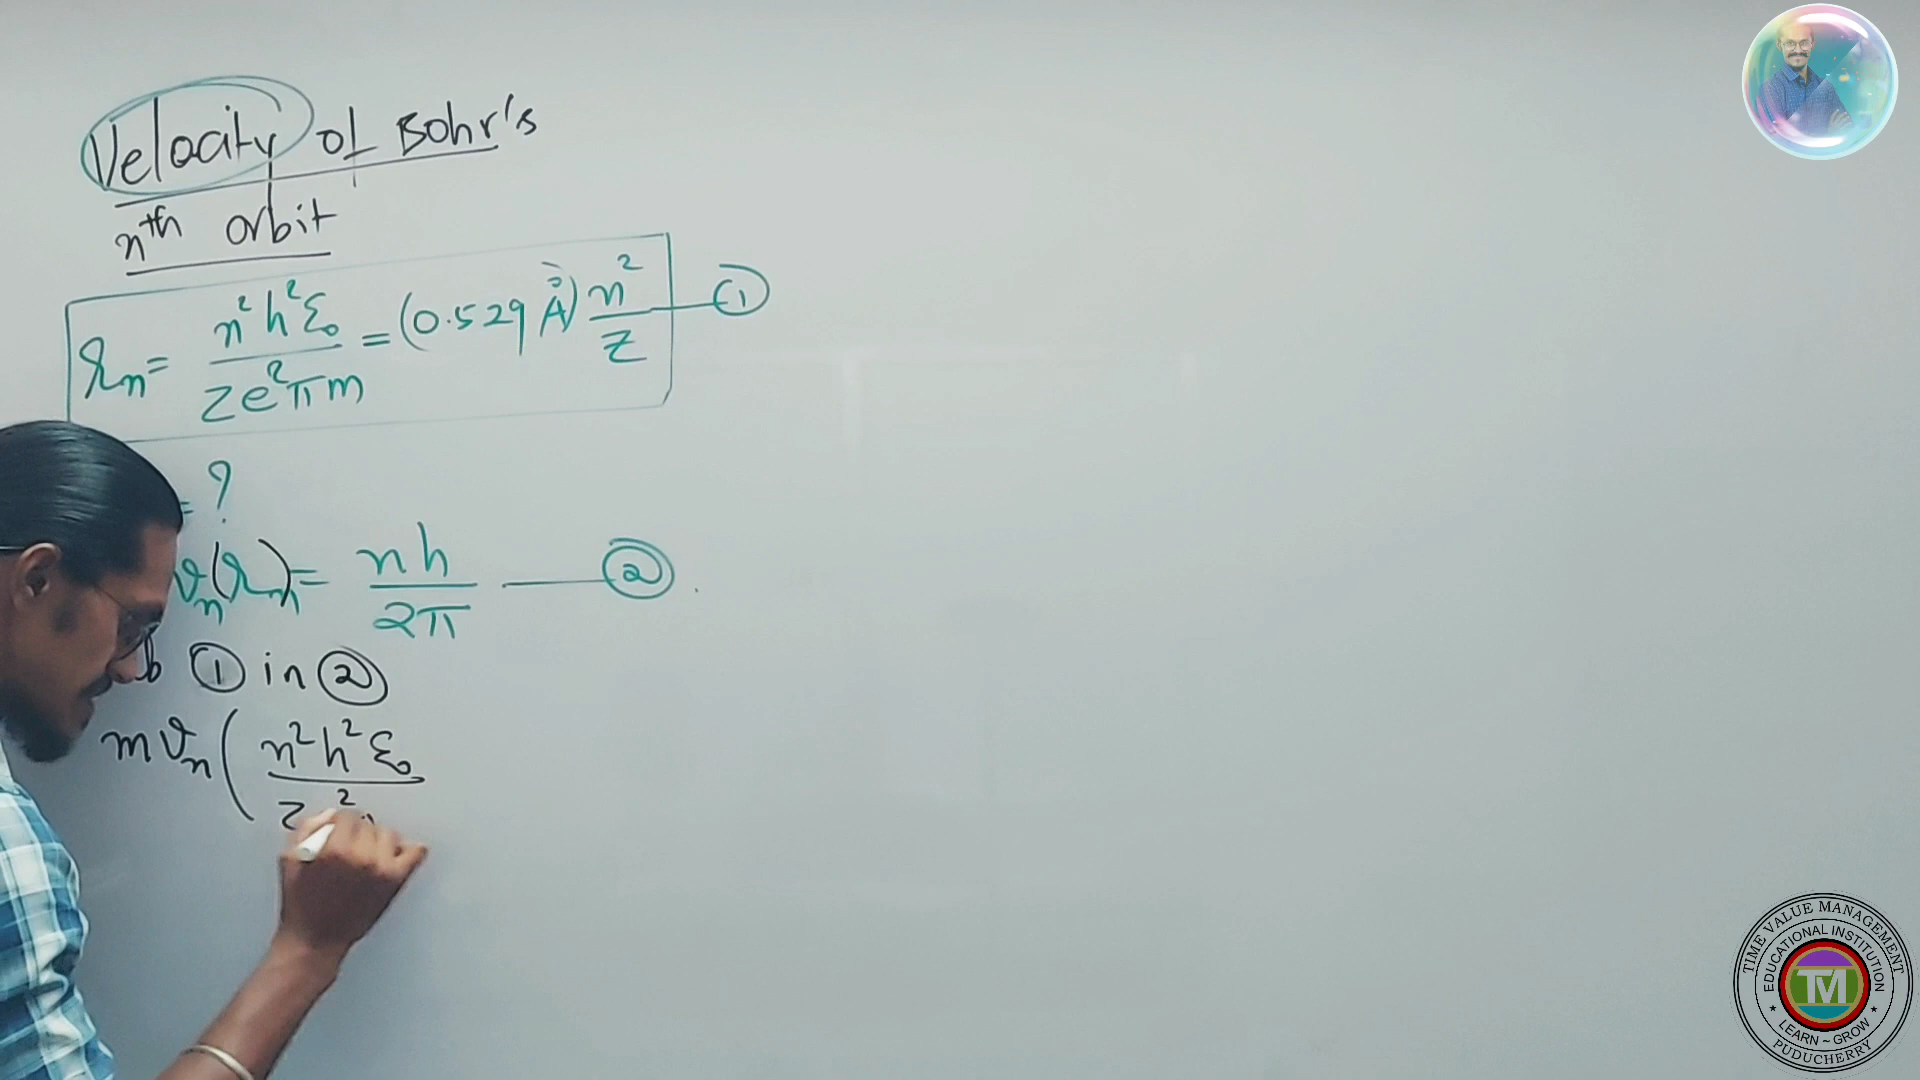 Velocity of Bohr's
nth orbit
rn = n²h²ε₀ / Ze²πm = (0.529 Å) n² / Z — ①
= ?
vn(rn) = nh / 2π — ②
b ① in ②
mvn ( n²h²ε₀ / z ²
TIME VALUE MANAGEMENT
EDUCATIONAL INSTITUTION
TM
★ LEARN ~ GROW ★
PUDUCHERRY